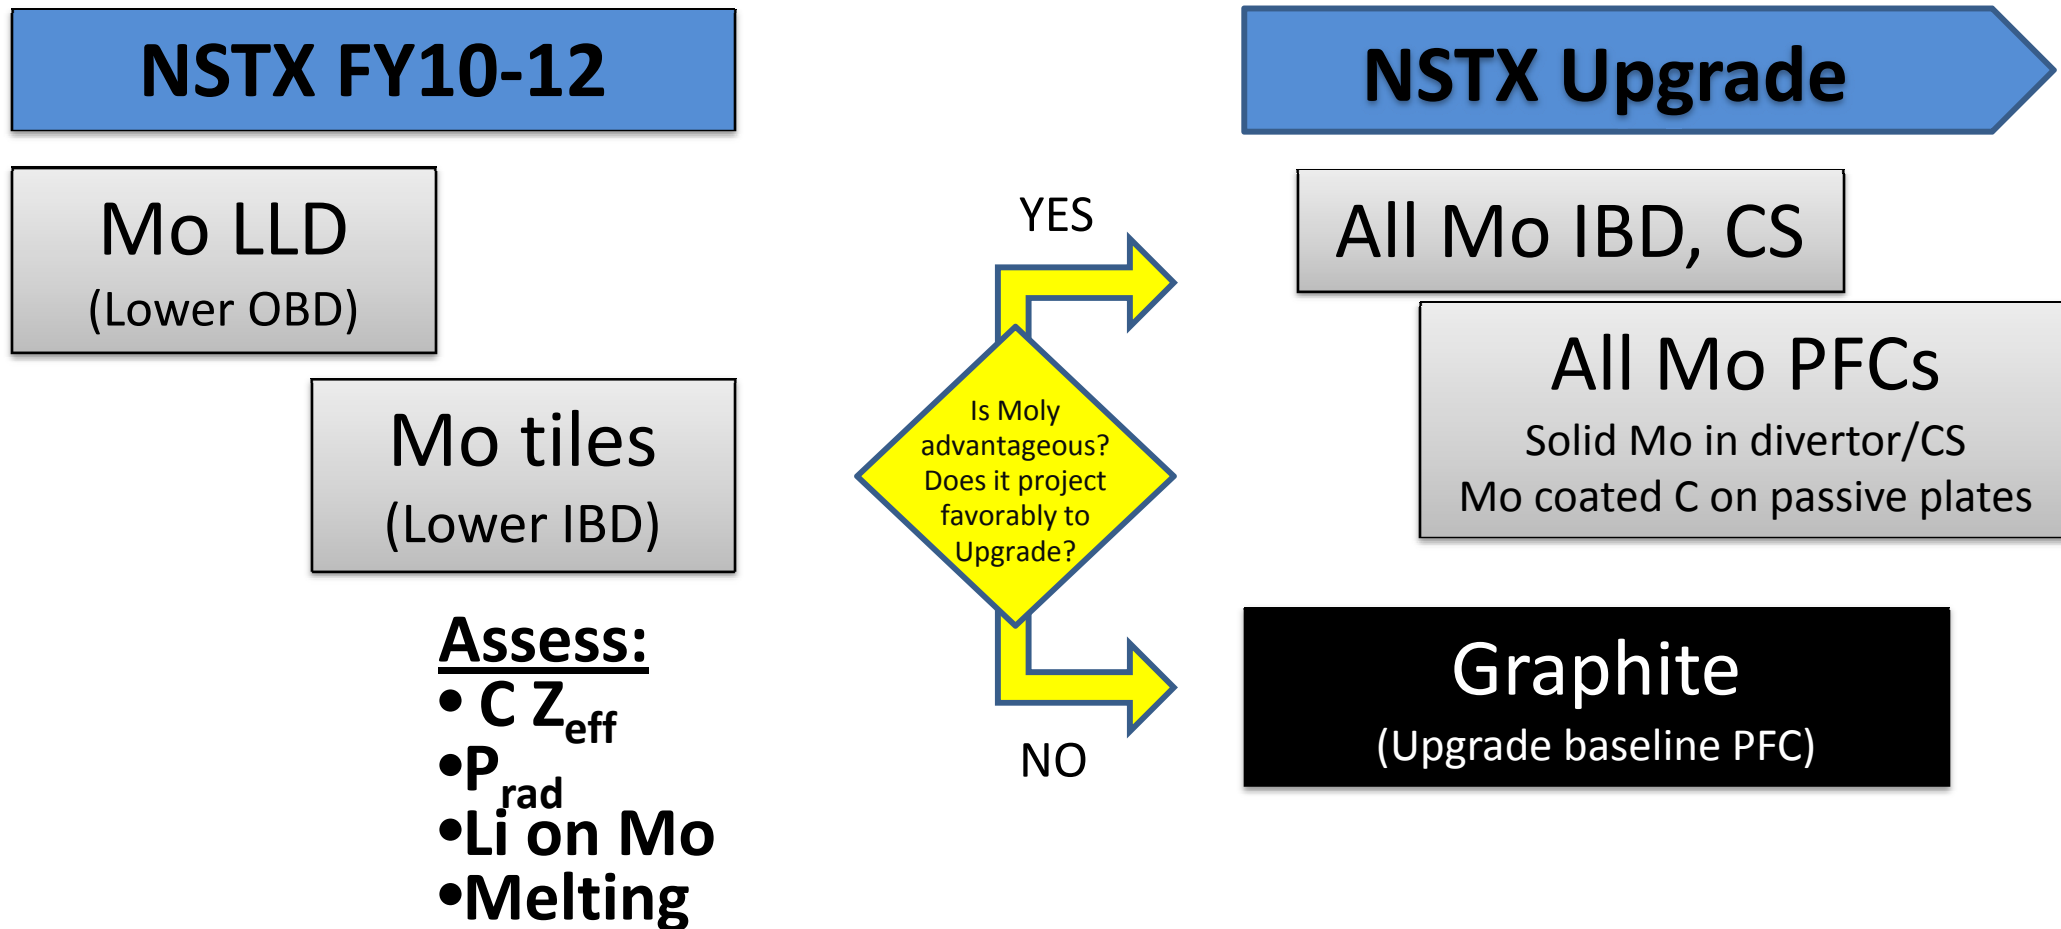 NSTX FY10-12
Mo LLD
(Lower OBD)
Mo tiles
(Lower IBD)
Assess:
• C Zeff
•Prad
•Li on Mo
•Melting
YES
Is Moly
advantageous?
Does it project
favorably to
Upgrade?
NO
NSTX Upgrade
All Mo IBD, CS
All Mo PFCs
Solid Mo in divertor/CS
Mo coated C on passive plates
Graphite
(Upgrade baseline PFC)